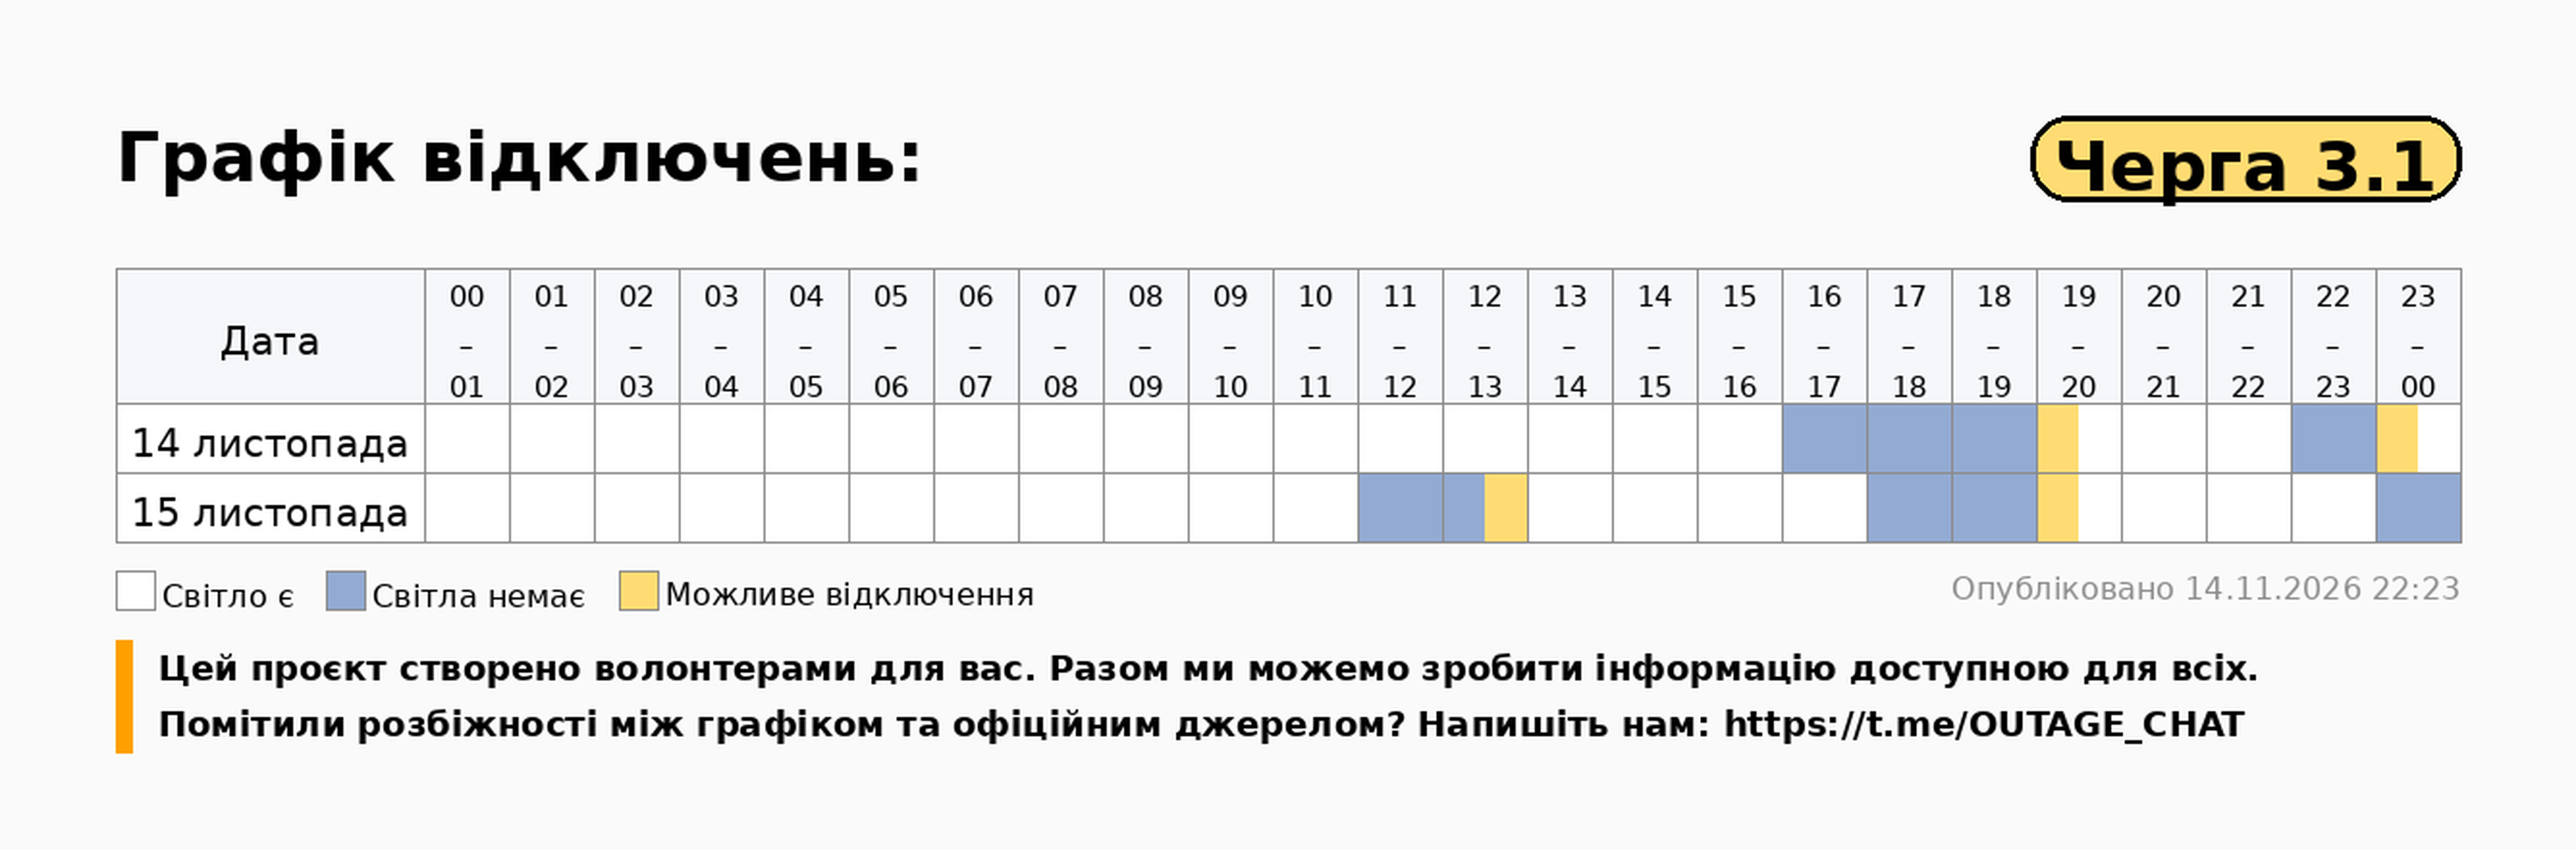 Графік відключень:
Черга 3.1
Дата
00 – 01
01 – 02
02 – 03
03 – 04
04 – 05
05 – 06
06 – 07
07 – 08
08 – 09
09 – 10
10 – 11
11 – 12
12 – 13
13 – 14
14 – 15
15 – 16
16 – 17
17 – 18
18 – 19
19 – 20
20 – 21
21 – 22
22 – 23
23 – 00
14 листопада
15 листопада
Світло є
Світла немає
Можливе відключення
Опубліковано 14.11.2026 22:23
Цей проєкт створено волонтерами для вас. Разом ми можемо зробити інформацію доступною для всіх.
Помітили розбіжності між графіком та офіційним джерелом? Напишіть нам: https://t.me/OUTAGE_CHAT